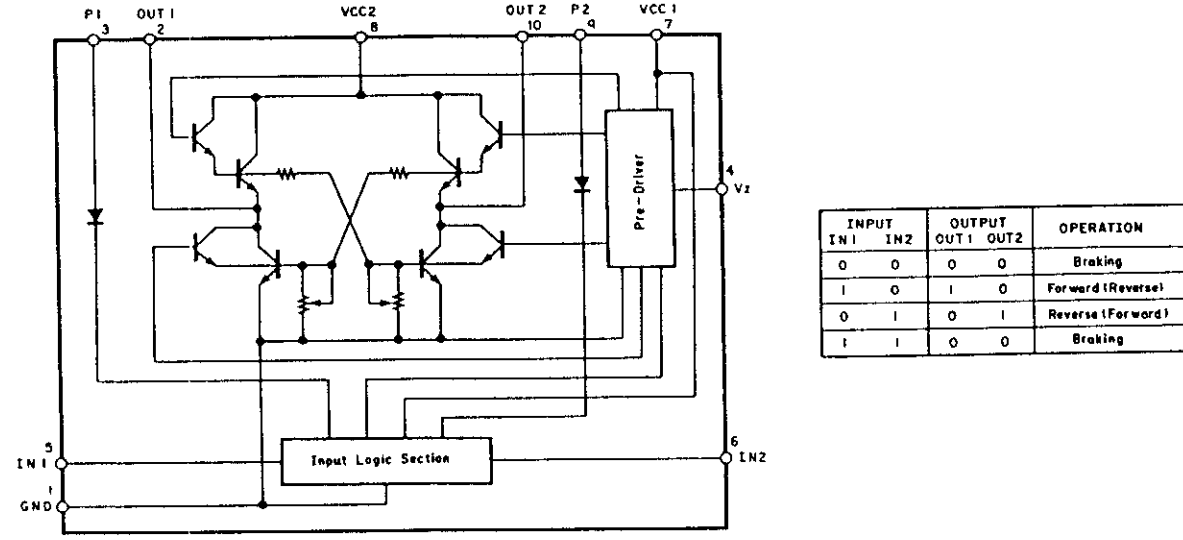 P1 OUT 1 VCC2 OUT 2 P2 VCC 1
3 2 8 10 9 7
Pre-Driver
4
Vz
5
IN 1
Input Logic Section
6
IN2
1
GND
INPUT OUTPUT OPERATION
IN1 IN2 OUT 1 OUT2
0 0 0 0 Braking
1 0 1 0 Forward (Reverse)
0 1 0 1 Reverse (Forward)
1 1 0 0 Braking